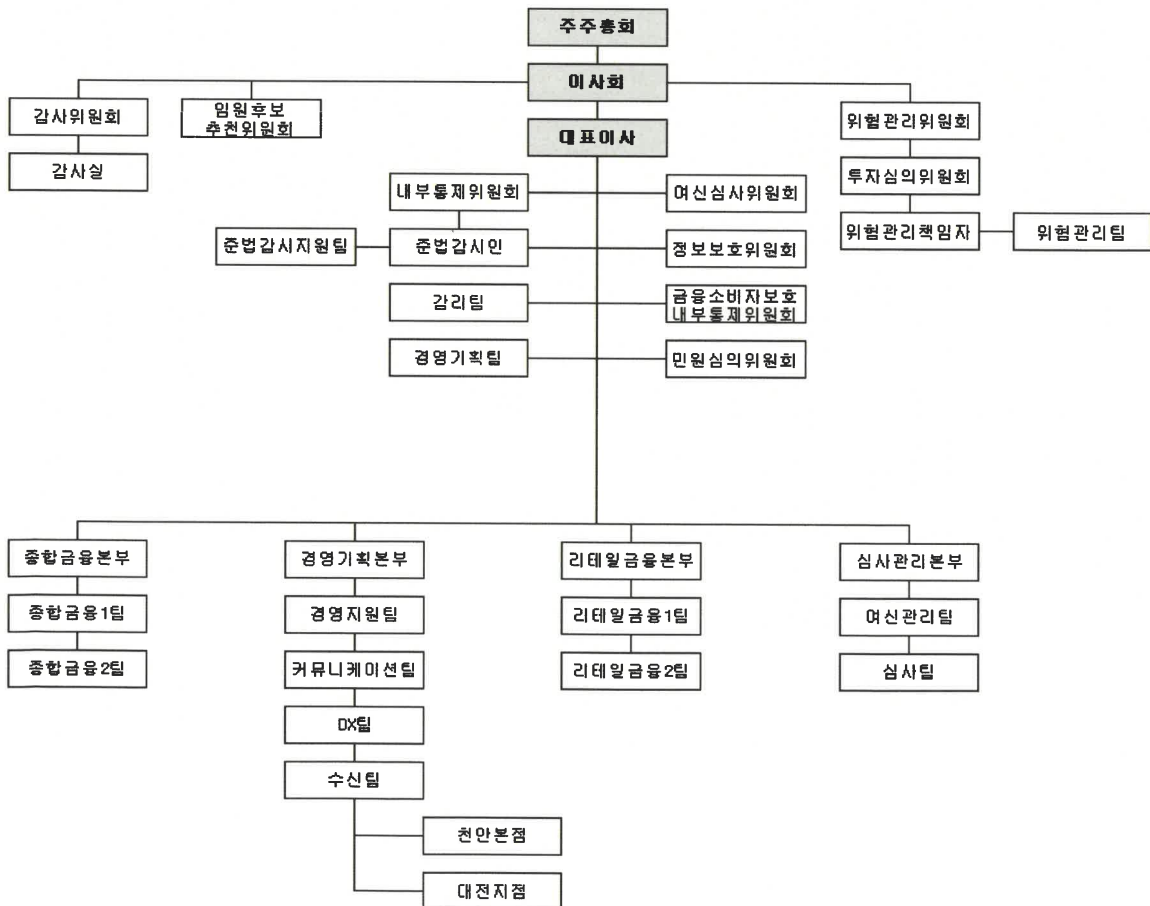 주주총회
이사회
감사위원회
임원후보
추천위원회
위험관리위원회
대표이사
감사실
투자심의위원회
내부통제위원회
여신심사위원회
준법감시지원팀
준법감시인
정보보호위원회
위험관리책임자
위험관리팀
감리팀
금융소비자보호
내부통제위원회
경영기획팀
민원심의위원회
종합금융본부
경영기획본부
리테일금융본부
심사관리본부
종합금융1팀
경영지원팀
리테일금융1팀
여신관리팀
종합금융2팀
커뮤니케이션팀
리테일금융2팀
심사팀
DX팀
수신팀
천안본점
대전지점